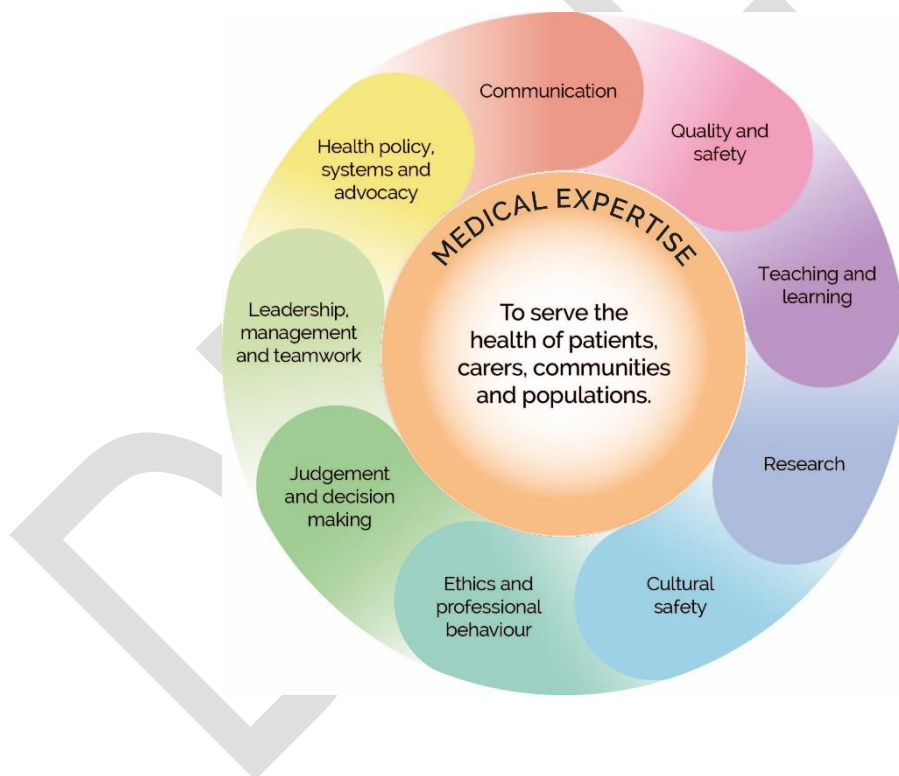 Communication
Quality and
safety
Teaching and
learning
Research
Cultural
safety
Ethics and
professional
behaviour
Judgement
and decision
making
Leadership,
management
and teamwork
Health policy,
systems and
advocacy
MEDICAL EXPERTISE
To serve the
health of patients,
carers, communities
and populations.